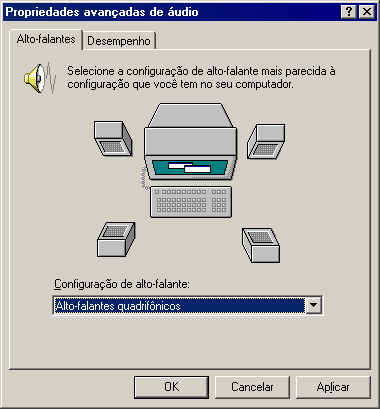 Propriedades avançadas de áudio
Alto-falantes Desempenho
Selecione a configuração de alto-falante mais parecida à
configuração que você tem no seu computador.
Configuração de alto-falante:
Alto-falantes quadrifônicos
OK Cancelar Aplicar